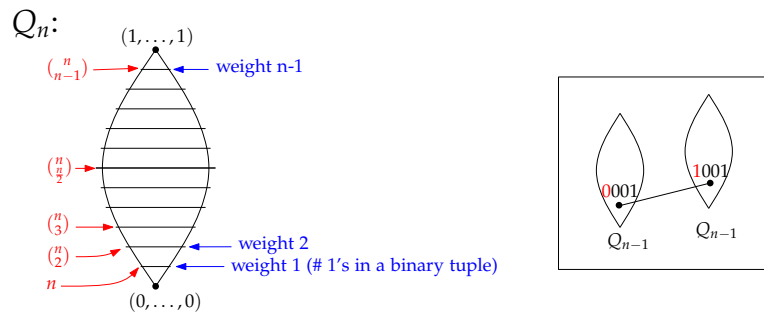 Qₙ:
(1, . . . , 1)
(n n−1)
weight n-1
(n n/2)
(n 3)
(n 2)
weight 2
weight 1 (# 1's in a binary tuple)
n
(0, . . . , 0)
1001
0001
Qₙ₋₁
Qₙ₋₁